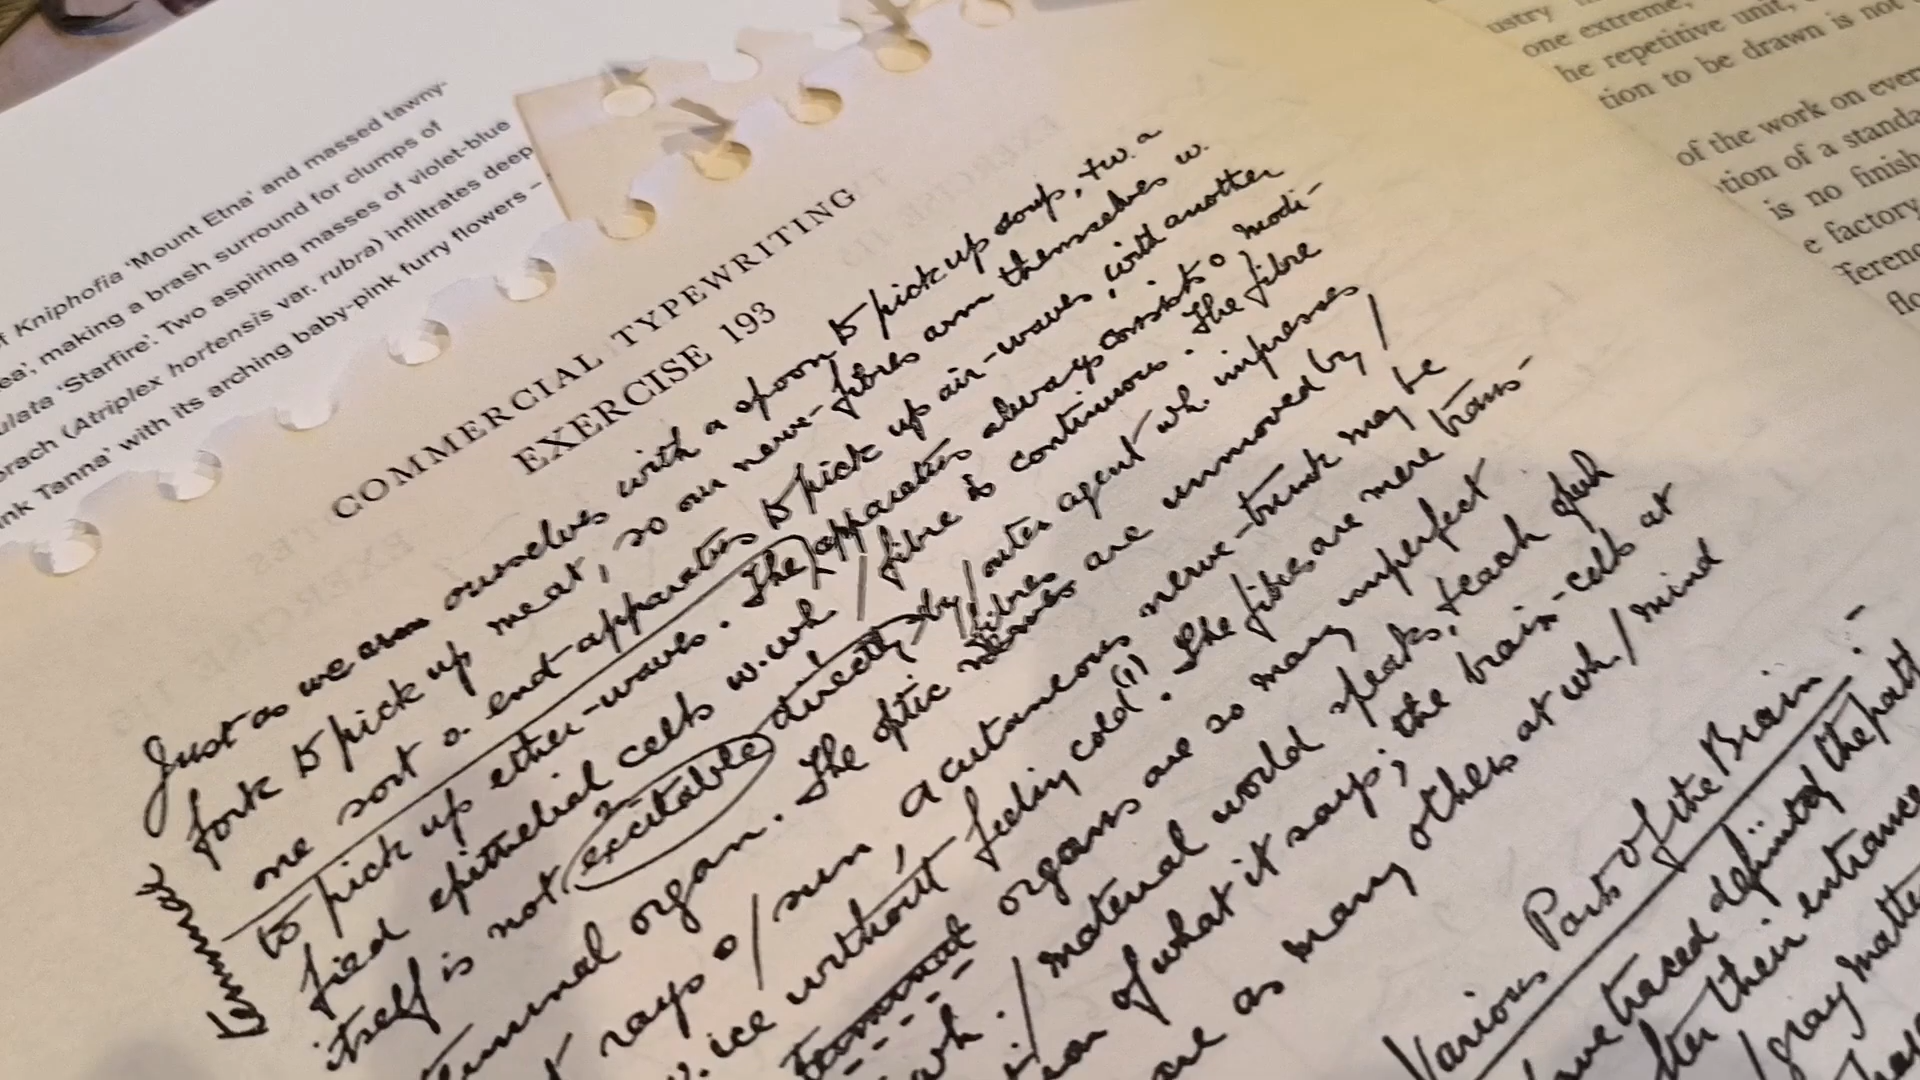 Kniphofia 'Mount Etna' and massed tawny-
making a brash surround for clumps of
'Starfire'. Two aspiring masses of violet-blue
(Atriplex hortensis var. rubra) infiltrates deep
Tanna' with its arching baby-pink furry flowers –
COMMERCIAL TYPEWRITING
EXERCISE 193
Just as we arm ourselves with a spoon to pick up soup, tw. a
fork to pick up meat, so our nerve-fibres arm themselves w.
one sort o. end apparatus to pick up air-waves, with another
to pick up ether-waves. The apparatus always consists o modi-
fied epithelial cells w. wh / fibre is continuous. The fibre
itself is not excitable directly by / outer agent wh. impresses
terminal organ. The optic fibres are unmoved by /
rays o / sun, a cutaneous nerve-trunk may be
ice without feeling cold (1). The fibres are mere trans-
terminal organs are so many imperfect
wh. / material world speaks, & each
of what it says; the brain-cells at
are as many others at wh. / mind
Various Parts of the Brain :-
traced definitely the path
their entrance
/ gray matter
terminal
ustry
one extreme,
he repetitive unit,
tion to be drawn is not
of the work on ever
tion of a standa
is no finish
e factory
feren